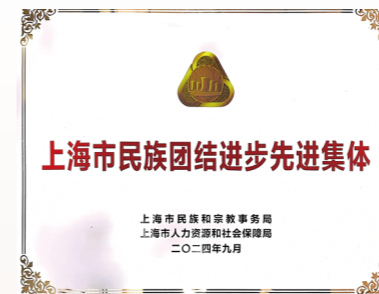 上海市民族团结进步先进集体
上海市民族和宗教事务局
上海市人力资源和社会保障局
二〇二四年九月